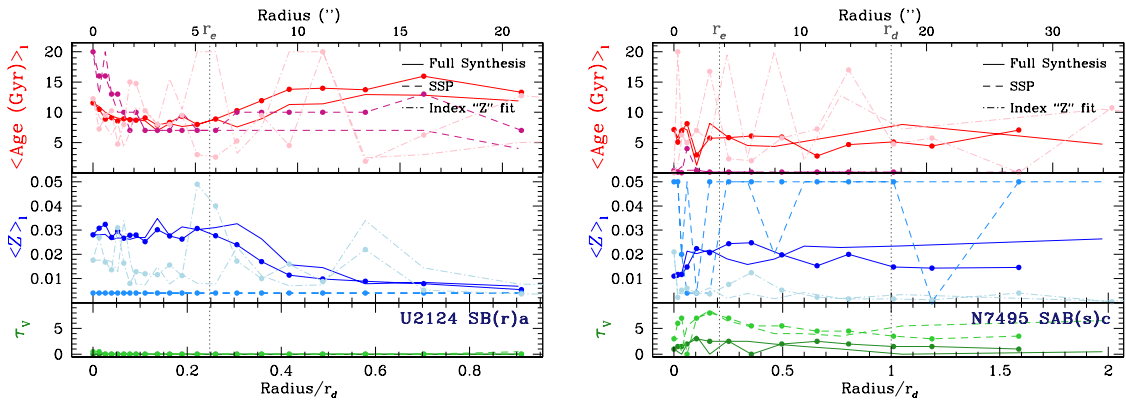 Radius ('')
0 5 10 15 20
r_e
20
15
10
5
<Age (Gyr)>_l
Full Synthesis
SSP
Index "Z" fit
0.05
0.04
0.03
0.02
0.01
<Z>_l
5
0
τ_V
U2124 SB(r)a
0 0.2 0.4 0.6 0.8
Radius/r_d
Radius ('')
0 10 20 30
r_e r_d
20
15
10
5
<Age (Gyr)>_l
Full Synthesis
SSP
Index "Z" fit
0.05
0.04
0.03
0.02
0.01
<Z>_l
5
0
τ_V
N7495 SAB(s)c
0 0.5 1 1.5 2
Radius/r_d